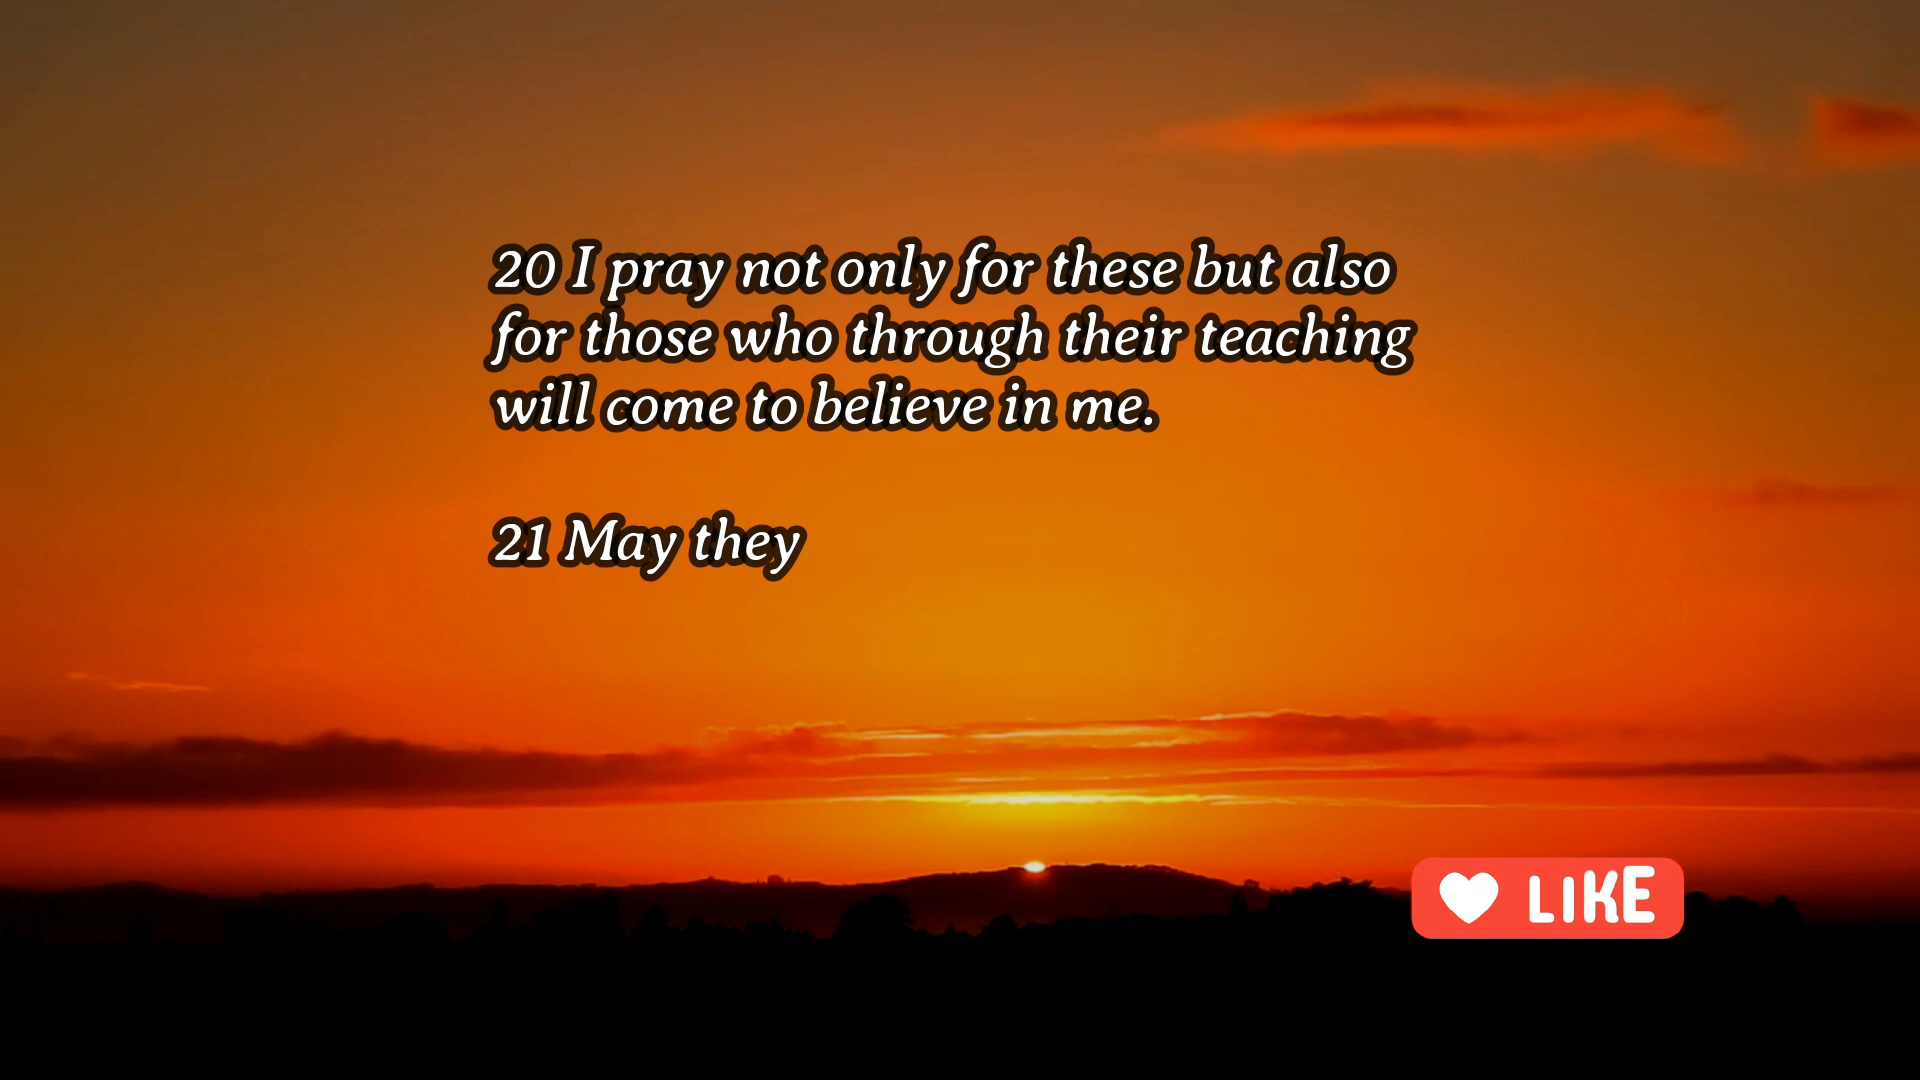 20 I pray not only for these but also
for those who through their teaching
will come to believe in me.
21 May they
LIKE